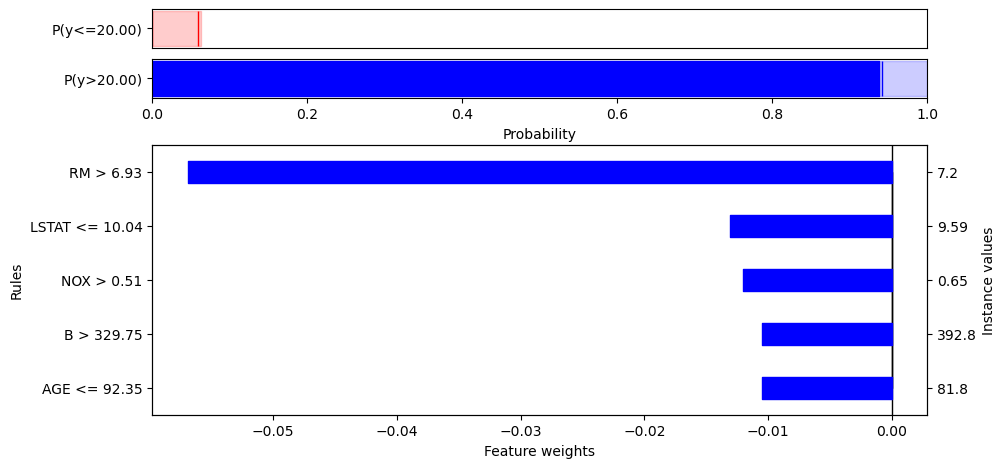 P(y<=20.00)
P(y>20.00)
0.0 0.2 0.4 0.6 0.8 1.0
Probability
RM > 6.93 7.2
LSTAT <= 10.04 9.59
NOX > 0.51 0.65
B > 329.75 392.8
AGE <= 92.35 81.8
Rules
Instance values
−0.05 −0.04 −0.03 −0.02 −0.01 0.00
Feature weights